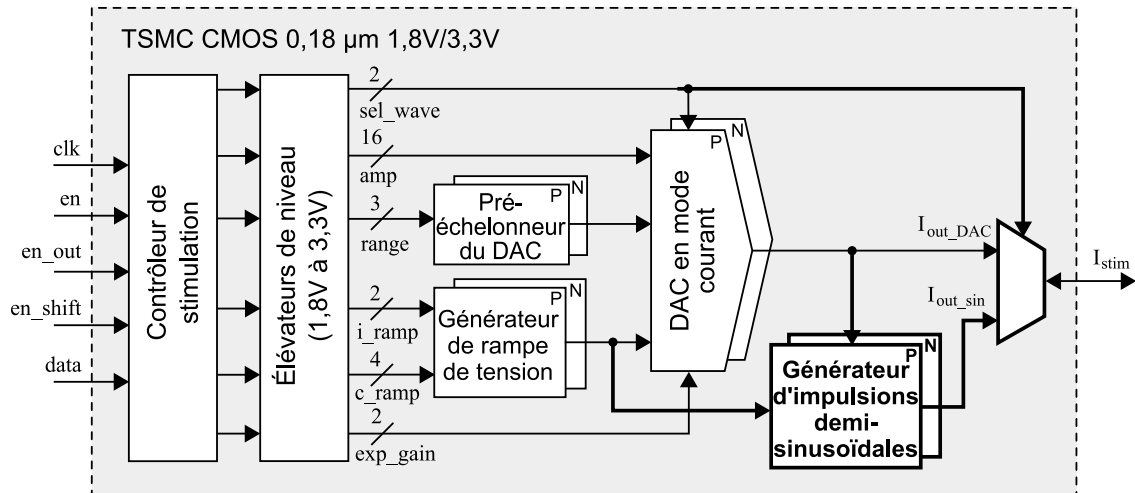 TSMC CMOS 0,18 µm 1,8V/3,3V
clk
en
en_out
en_shift
data
Contrôleur de
stimulation
Élévateurs de niveau
(1,8V à 3,3V)
2
sel_wave
16
amp
3
range
2
i_ramp
4
c_ramp
2
exp_gain
P
N
Pré-
échelonneur
du DAC
P
N
Générateur
de rampe
de tension
P
N
DAC en mode
courant
P
N
Générateur
d'impulsions
demi-
sinusoïdales
I_out_DAC
I_out_sin
I_stim